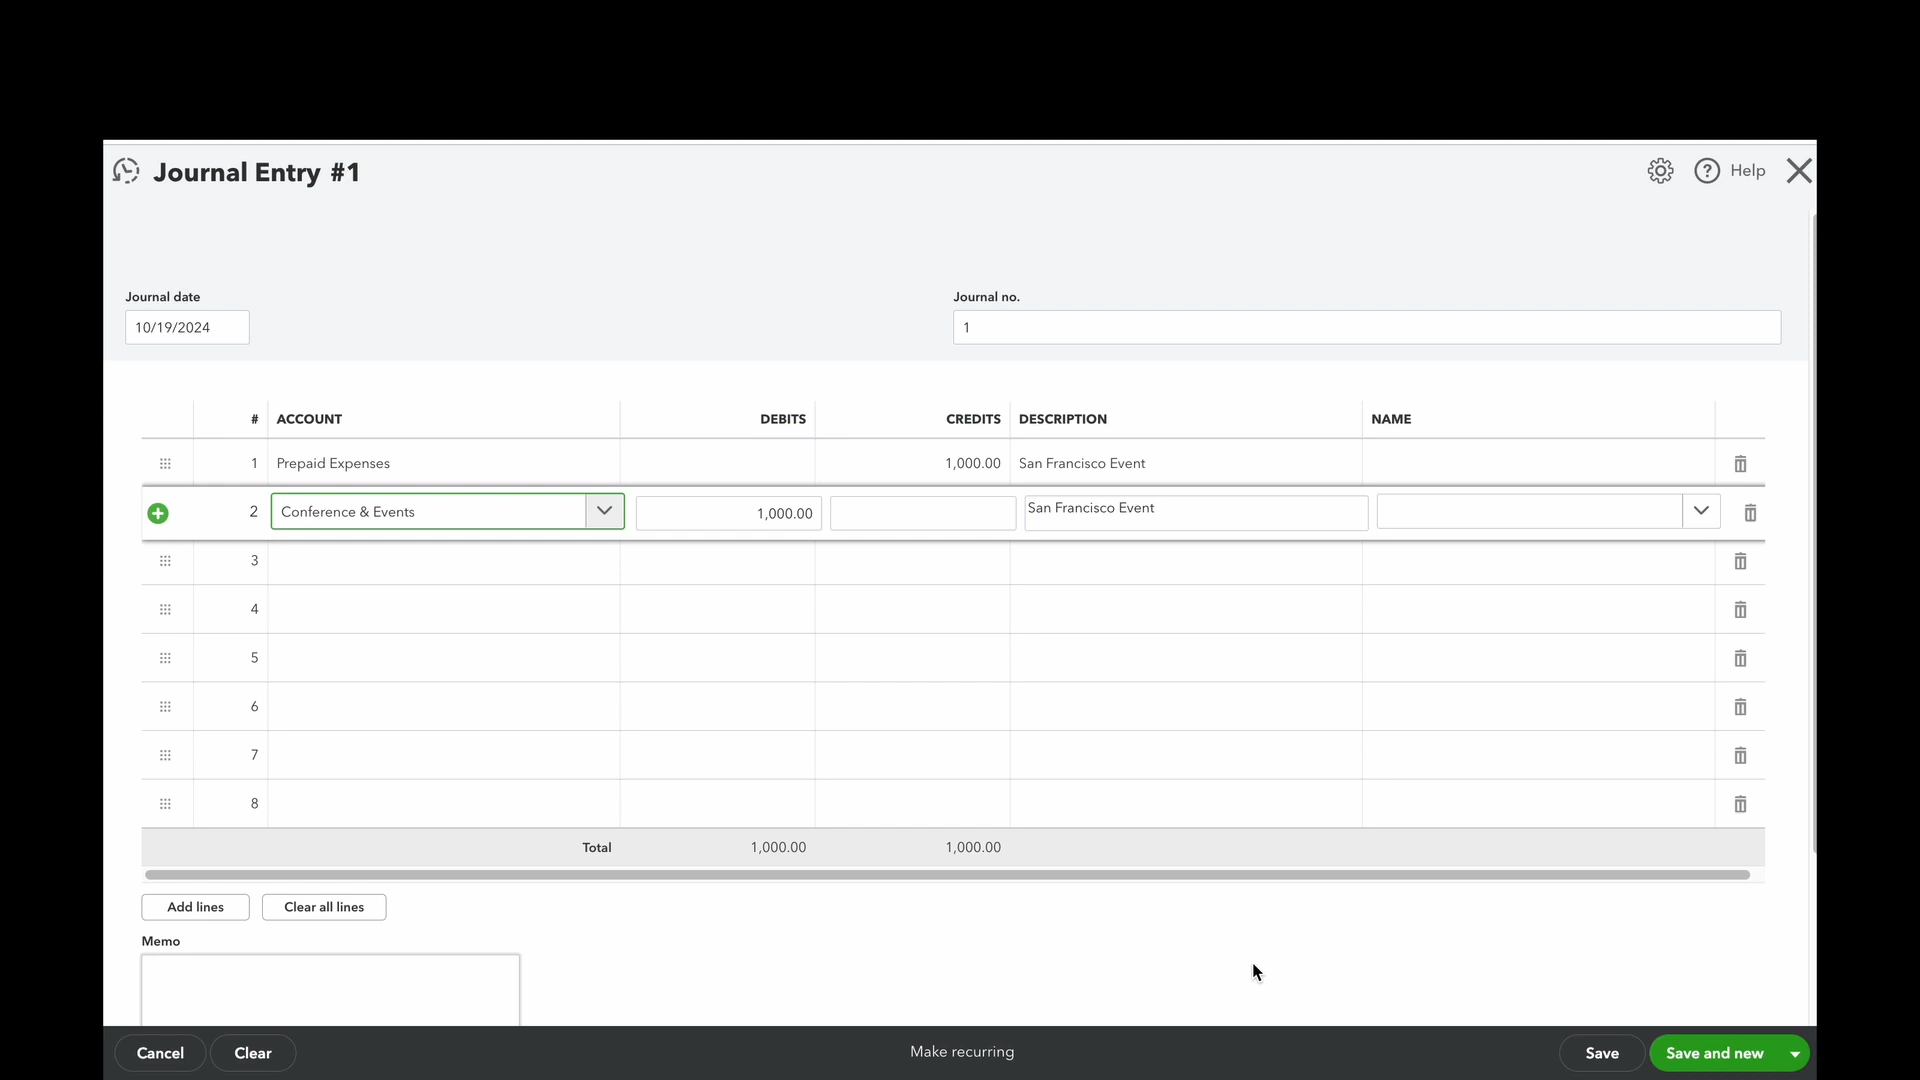 Journal Entry #1
? Help
Journal date Journal no.
10/19/2024 1
# ACCOUNT DEBITS CREDITS DESCRIPTION NAME
1 Prepaid Expenses 1,000.00 San Francisco Event
2 Conference & Events 1,000.00 San Francisco Event
3
4
5
6
7
8
Total 1,000.00 1,000.00
Add lines Clear all lines
Memo
Cancel Clear Make recurring Save Save and new